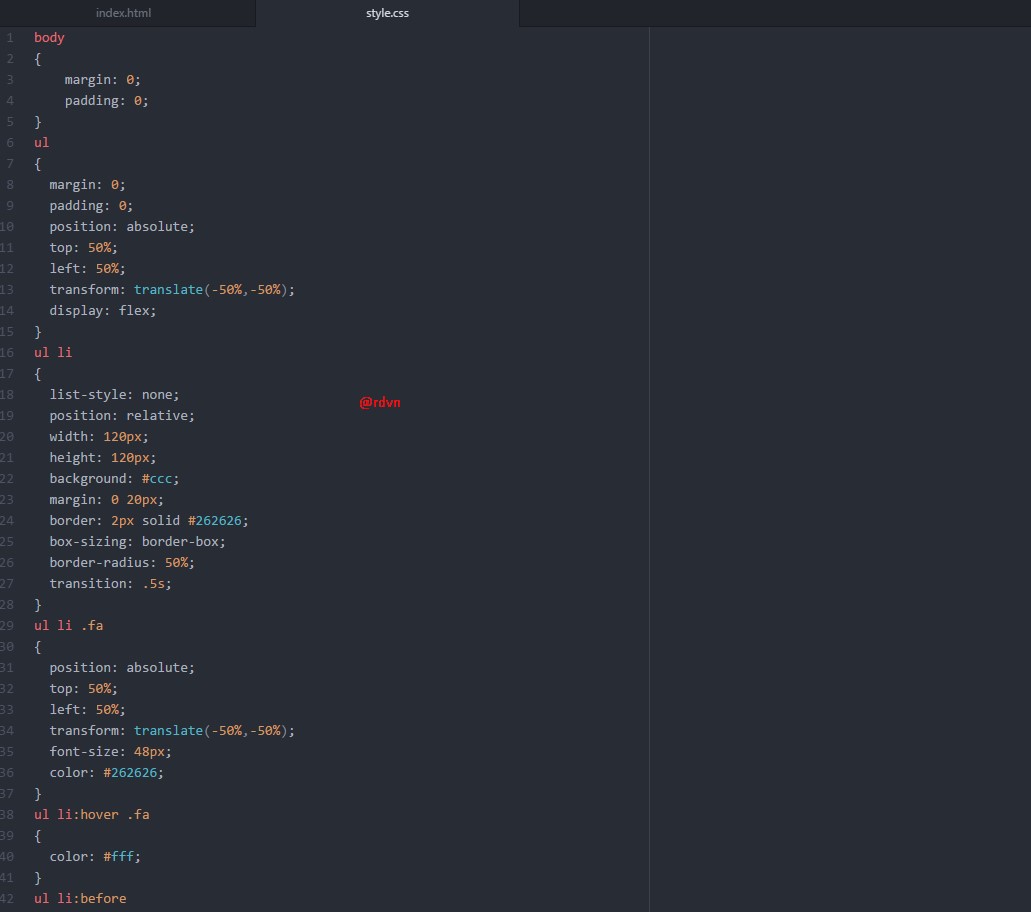 index.html
style.css
1 body
2 {
3     margin: 0;
4     padding: 0;
5 }
6 ul
7 {
8   margin: 0;
9   padding: 0;
10   position: absolute;
11   top: 50%;
12   left: 50%;
13   transform: translate(-50%,-50%);
14   display: flex;
15 }
16 ul li
17 {
18   list-style: none;
@rdvn
19   position: relative;
20   width: 120px;
21   height: 120px;
22   background: #ccc;
23   margin: 0 20px;
24   border: 2px solid #262626;
25   box-sizing: border-box;
26   border-radius: 50%;
27   transition: .5s;
28 }
29 ul li .fa
30 {
31   position: absolute;
32   top: 50%;
33   left: 50%;
34   transform: translate(-50%,-50%);
35   font-size: 48px;
36   color: #262626;
37 }
38 ul li:hover .fa
39 {
40   color: #fff;
41 }
42 ul li:before